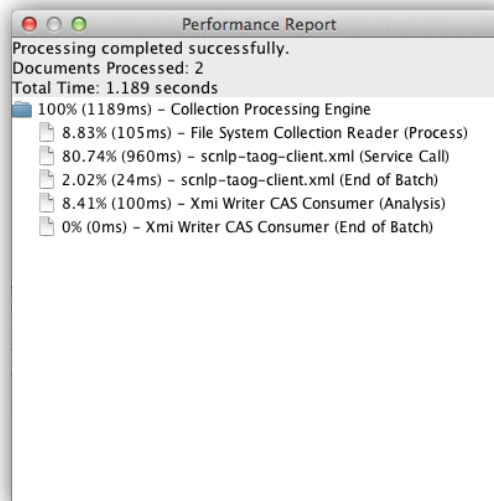 Performance Report
Processing completed successfully.
Documents Processed: 2
Total Time: 1.189 seconds
100% (1189ms) – Collection Processing Engine
8.83% (105ms) – File System Collection Reader (Process)
80.74% (960ms) – scnlp-taog-client.xml (Service Call)
2.02% (24ms) – scnlp-taog-client.xml (End of Batch)
8.41% (100ms) – Xmi Writer CAS Consumer (Analysis)
0% (0ms) – Xmi Writer CAS Consumer (End of Batch)